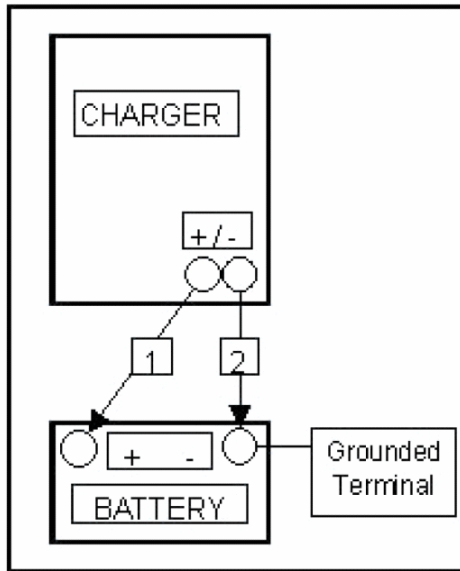 CHARGER
+/-
1
2
+ -
BATTERY
Grounded
Terminal